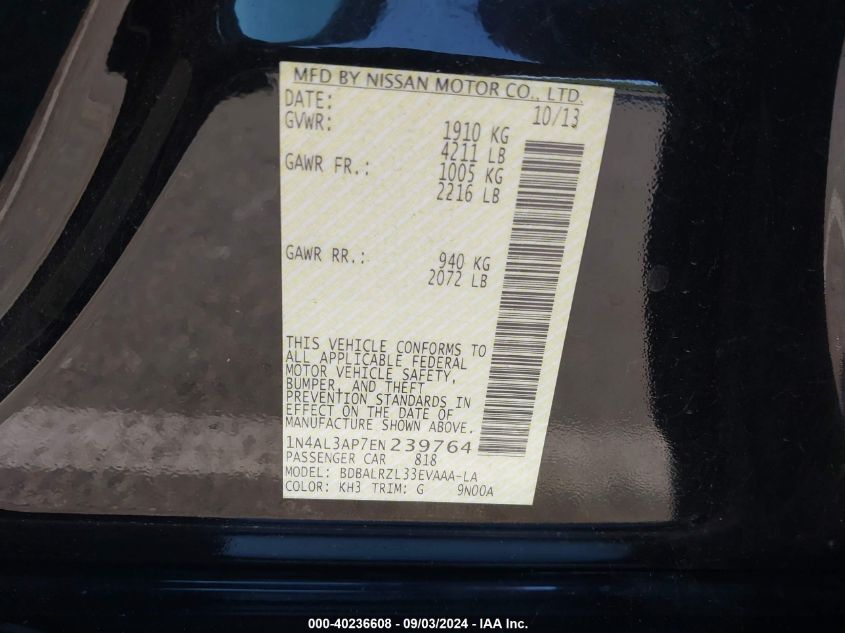 MFD BY NISSAN MOTOR CO., LTD.
DATE: 10/13
GVWR: 1910 KG
4211 LB
GAWR FR.: 1005 KG
2216 LB
GAWR RR.: 940 KG
2072 LB
THIS VEHICLE CONFORMS TO
ALL APPLICABLE FEDERAL
MOTOR VEHICLE SAFETY,
BUMPER, AND THEFT
PREVENTION STANDARDS IN
EFFECT ON THE DATE OF
MANUFACTURE SHOWN ABOVE.
1N4AL3AP7EN239764
PASSENGER CAR 818
MODEL: BDBALRZL33EVAAA-LA
COLOR: KH3 TRIM: G 9N00A
000-40236608 - 09/03/2024 - IAA Inc.